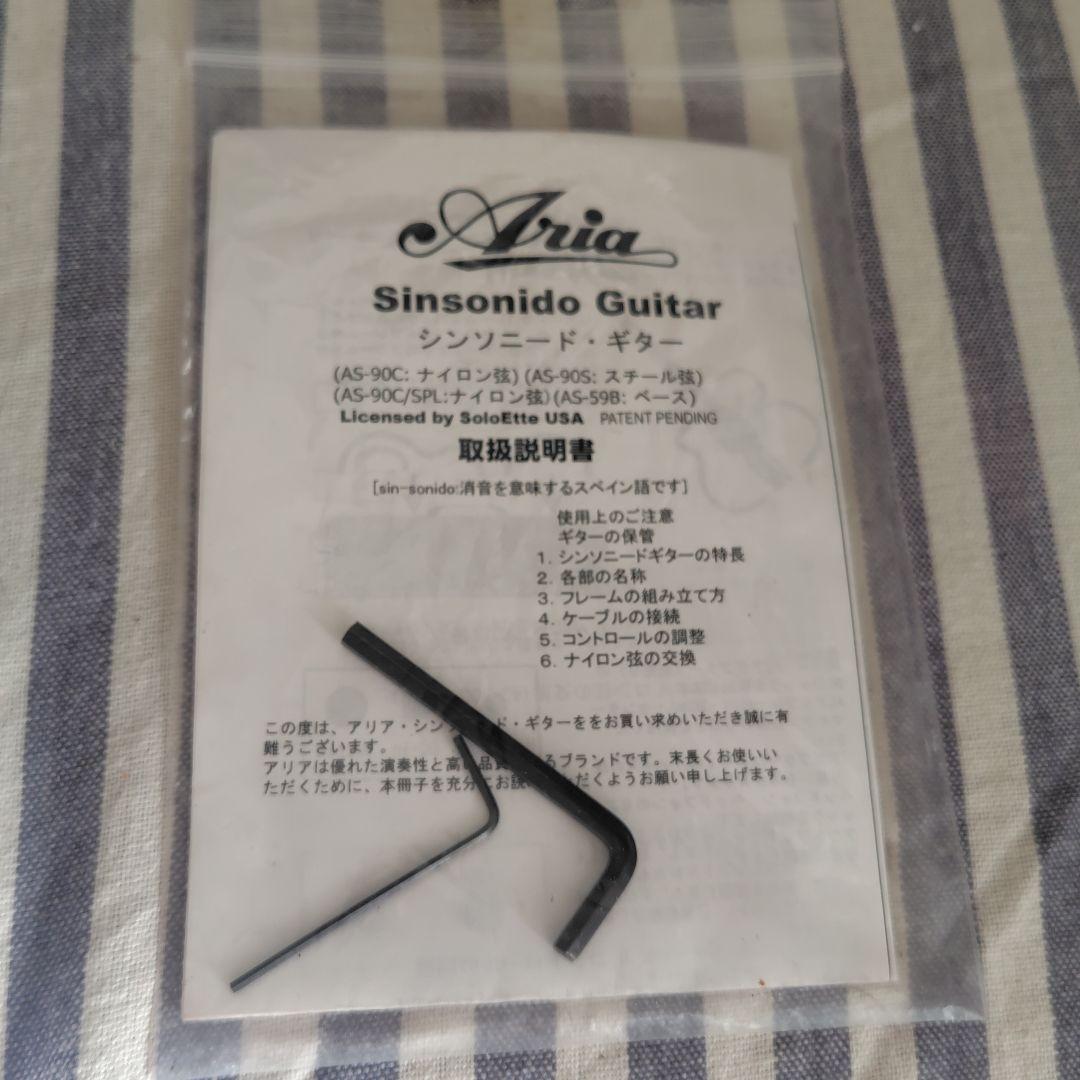 Aria
Sinsonido Guitar
シンソニード・ギター
(AS-90C: ナイロン弦) (AS-90S: スチール弦)
(AS-90C/SPL:ナイロン弦)(AS-59B: ベース)
Licensed by SoloEtte USA PATENT PENDING
取扱説明書
[sin-sonido:消音を意味するスペイン語です]
使用上のご注意
ギターの保管
1. シンソニードギターの特長
2. 各部の名称
3. フレームの組み立て方
4. ケーブルの接続
5. コントロールの調整
6. ナイロン弦の交換
この度は、アリア・シンソ ド・ギターををお買い求めいただき誠に有
難うございます。
アリアは優れた演奏性と高い品質 るブランドです。末長くお使いい
ただくために、本冊子を充分にお読 ただくようお願い申し上げます。